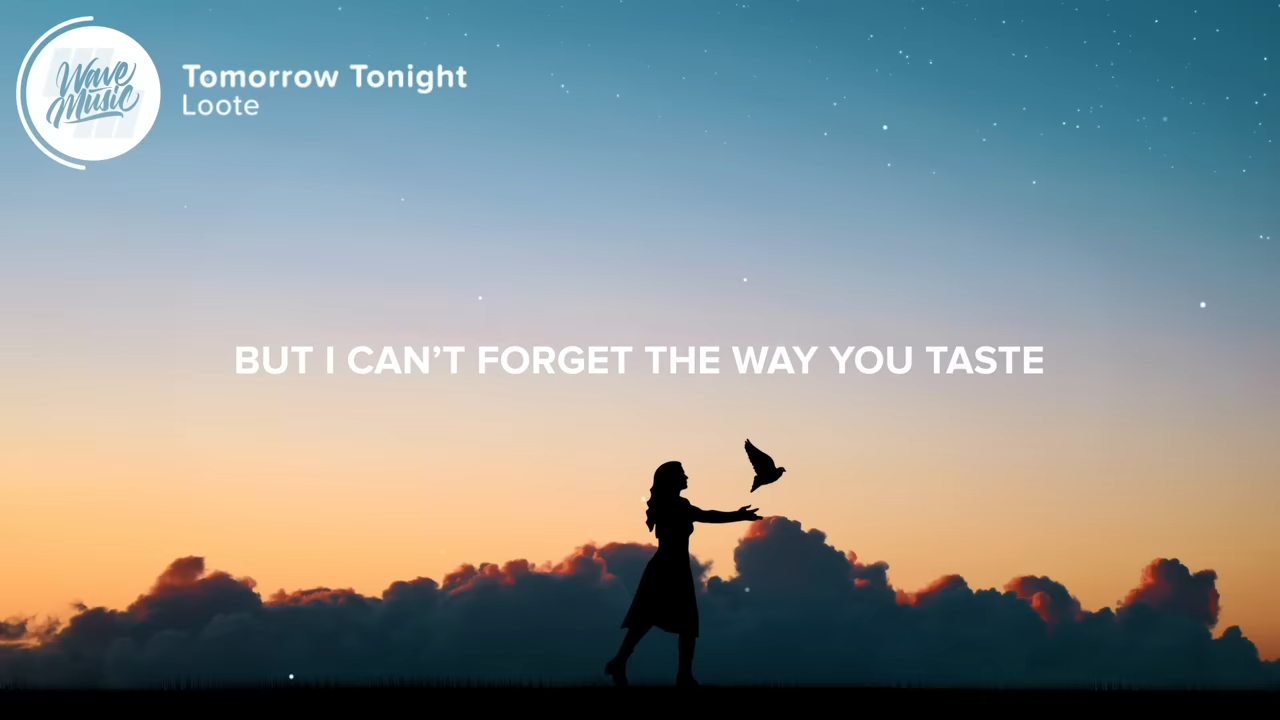 Wave
Music
Tomorrow Tonight
Loote
BUT I CAN’T FORGET THE WAY YOU TASTE